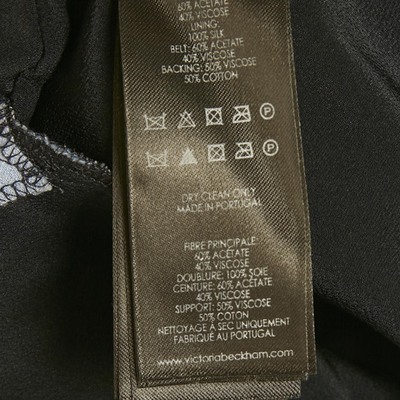 60% ACETATE
40% VISCOSE
LINING:
100% SILK
BELT: 60% ACETATE
40% VISCOSE
BACKING: 50% VISCOSE
50% COTTON
P
P
DRY CLEAN ONLY
MADE IN PORTUGAL
FIBRE PRINCIPALE:
60% ACÉTATE
40% VISCOSE
DOUBLURE: 100% SOIE
CEINTURE: 60% ACÉTATE
40% VISCOSE
SUPPORT: 50% VISCOSE
50% COTON
NETTOYAGE À SEC UNIQUEMENT
FABRIQUÉ AU PORTUGAL
www.victoriabeckham.com